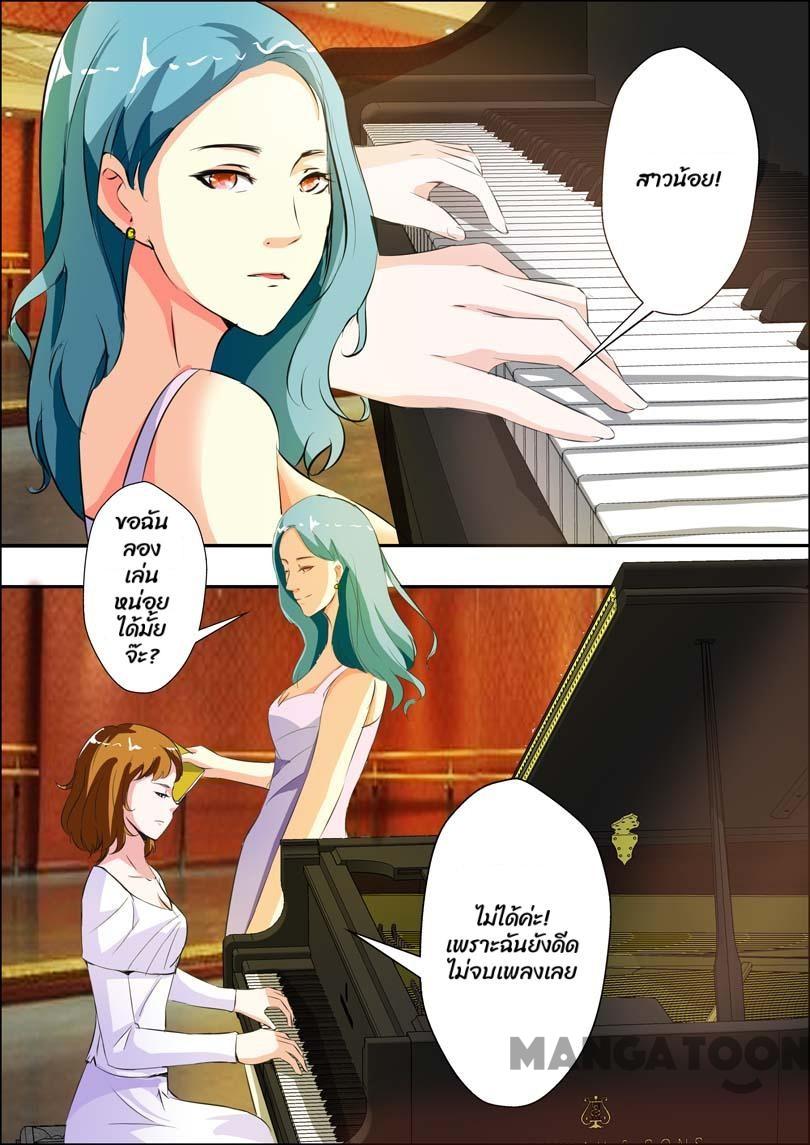 สาวน้อย!
ขอฉัน
ลอง
เล่น
หน่อย
ได้มั้ย
จ๊ะ?
ไม่ได้ค่ะ!
เพราะฉันยังดีด
ไม่จบเพลงเลย
MANGATOON
SONS